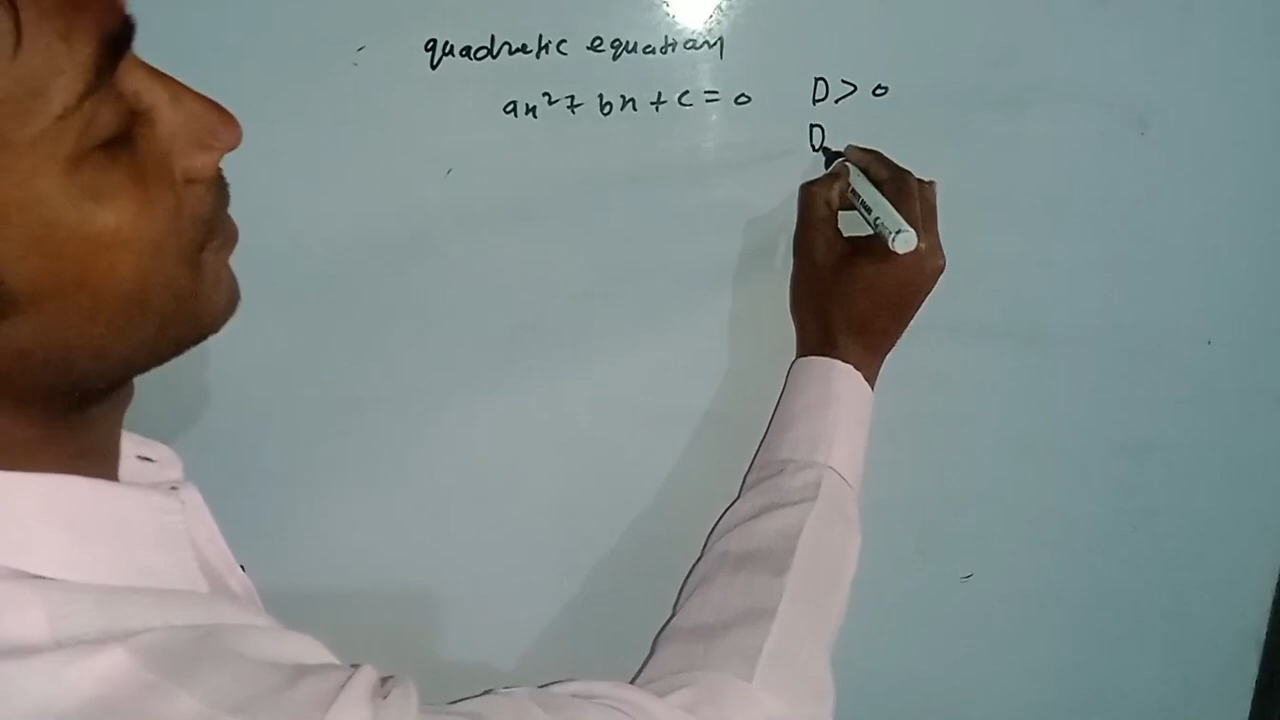 quadratic equation
ax²+ bx + c = 0 D > 0
D